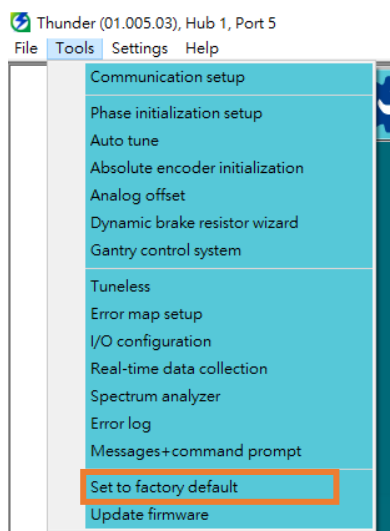 Thunder (01.005.03), Hub 1, Port 5
File Tools Settings Help
Communication setup
Phase initialization setup
Auto tune
Absolute encoder initialization
Analog offset
Dynamic brake resistor wizard
Gantry control system
Tuneless
Error map setup
I/O configuration
Real-time data collection
Spectrum analyzer
Error log
Messages+command prompt
Set to factory default
Update firmware